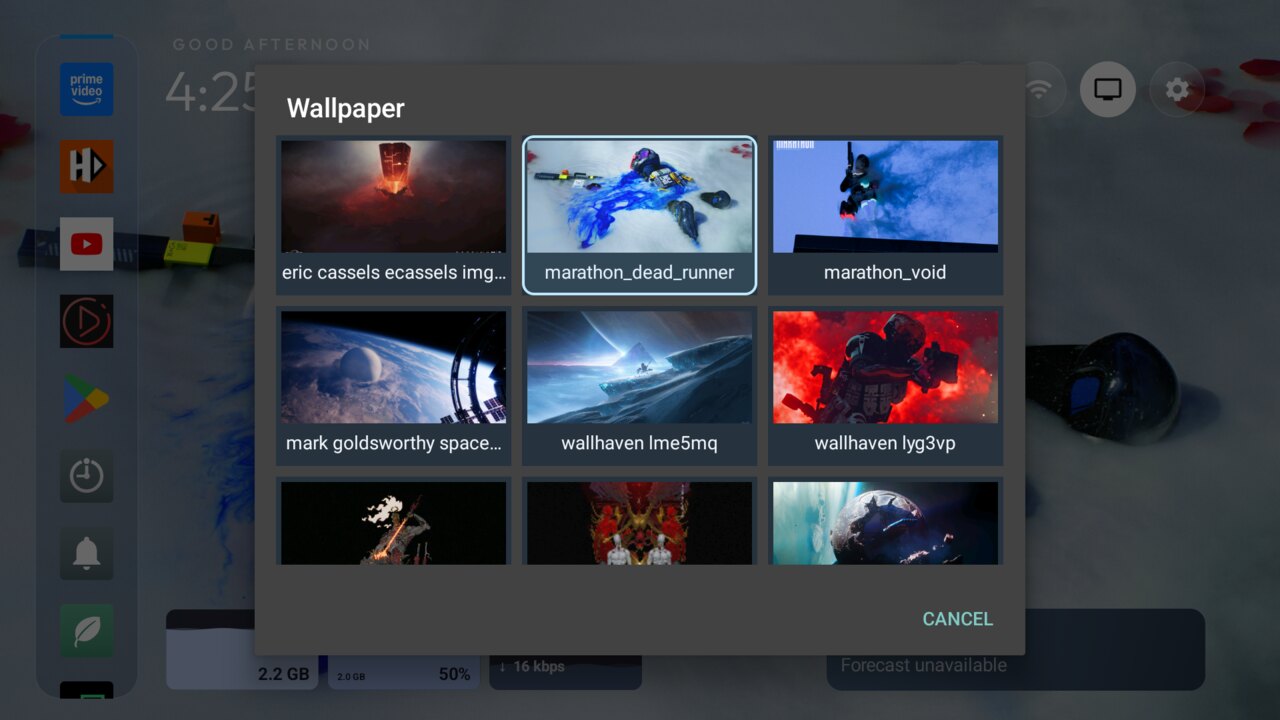 GOOD AFTERNOON
4:25
prime video
Wallpaper
eric cassels ecassels img...
marathon_dead_runner
MARATHON
marathon_void
mark goldsworthy space...
wallhaven lme5mq
wallhaven lyg3vp
CANCEL
2.2 GB
2.0 GB
50%
↓ 16 kbps
Forecast unavailable